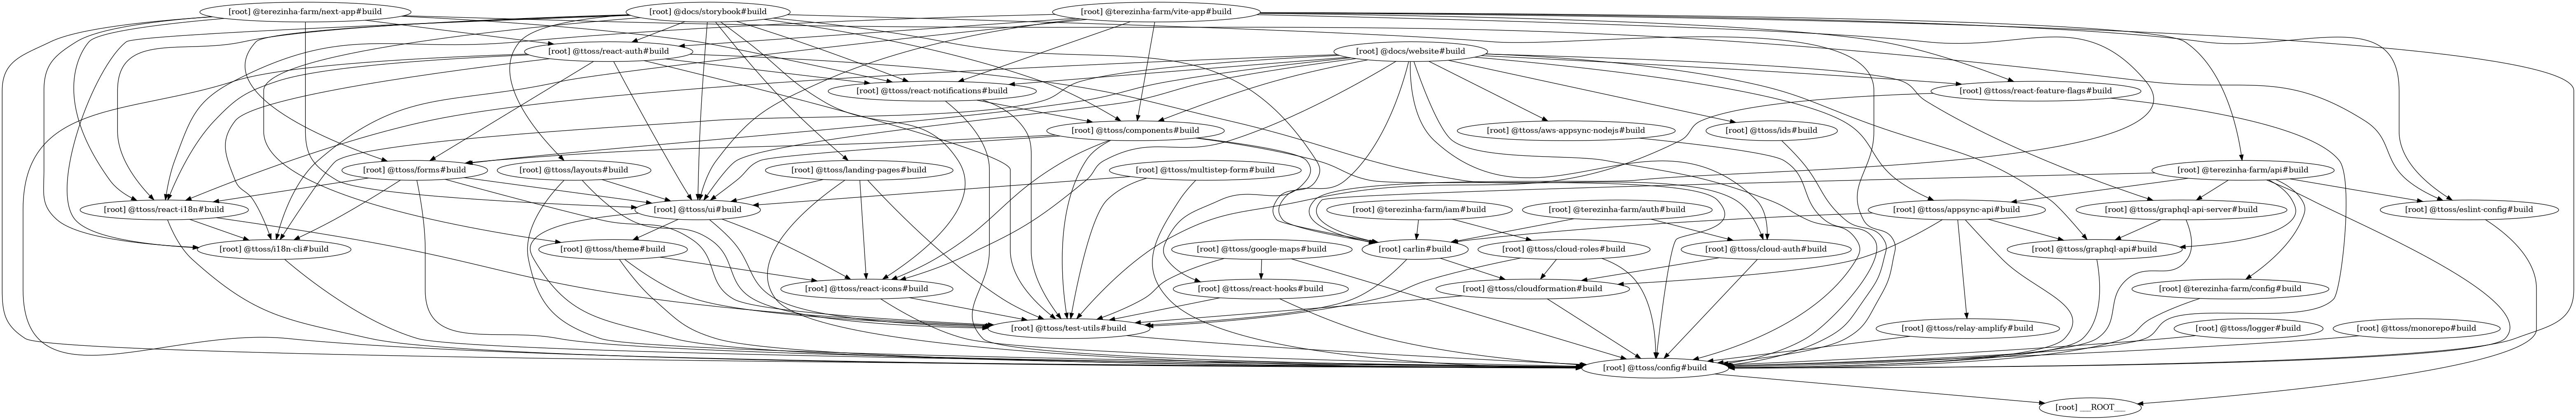 [root] @terezinha-farm/next-app#build
[root] @docs/storybook#build
[root] @terezinha-farm/vite-app#build
[root] @ttoss/react-auth#build
[root] @docs/website#build
[root] @ttoss/react-notifications#build
[root] @ttoss/react-feature-flags#build
[root] @ttoss/components#build
[root] @ttoss/aws-appsync-nodejs#build
[root] @ttoss/ids#build
[root] @ttoss/forms#build
[root] @ttoss/layouts#build
[root] @ttoss/landing-pages#build
[root] @ttoss/multistep-form#build
[root] @terezinha-farm/api#build
[root] @ttoss/react-i18n#build
[root] @ttoss/ui#build
[root] @terezinha-farm/iam#build
[root] @terezinha-farm/auth#build
[root] @ttoss/appsync-api#build
[root] @ttoss/graphql-api-server#build
[root] @ttoss/eslint-config#build
[root] @ttoss/i18n-cli#build
[root] @ttoss/theme#build
[root] @ttoss/google-maps#build
[root] carlin#build
[root] @ttoss/cloud-roles#build
[root] @ttoss/cloud-auth#build
[root] @ttoss/graphql-api#build
[root] @ttoss/react-icons#build
[root] @ttoss/react-hooks#build
[root] @ttoss/cloudformation#build
[root] @terezinha-farm/config#build
[root] @ttoss/test-utils#build
[root] @ttoss/relay-amplify#build
[root] @ttoss/logger#build
[root] @ttoss/monorepo#build
[root] @ttoss/config#build
[root] ___ROOT___